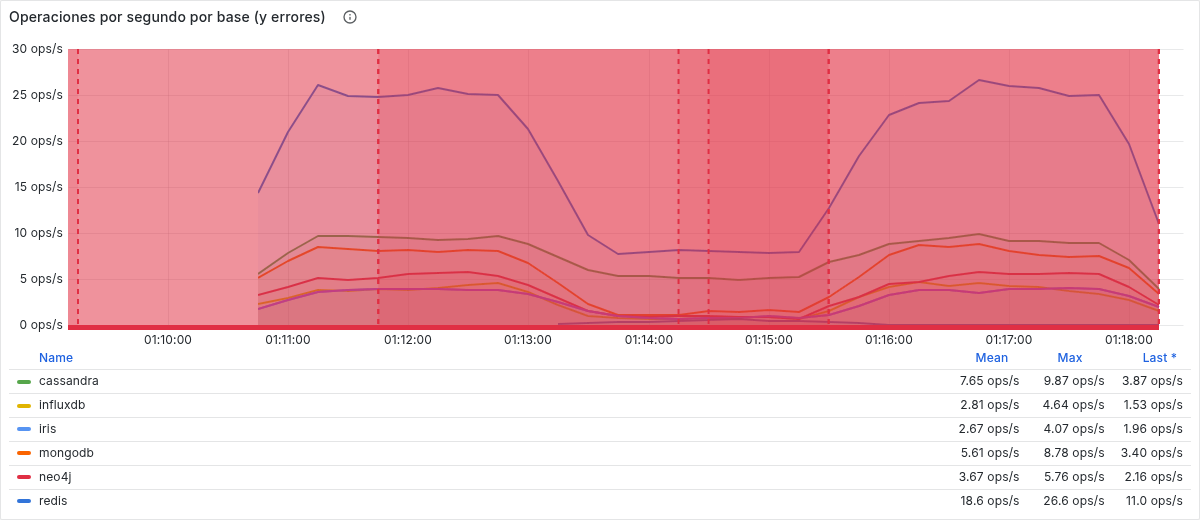 Operaciones por segundo por base (y errores)
30 ops/s
25 ops/s
20 ops/s
15 ops/s
10 ops/s
5 ops/s
0 ops/s
01:10:00 01:11:00 01:12:00 01:13:00 01:14:00 01:15:00 01:16:00 01:17:00 01:18:00
Name Mean Max Last *
cassandra 7.65 ops/s 9.87 ops/s 3.87 ops/s
influxdb 2.81 ops/s 4.64 ops/s 1.53 ops/s
iris 2.67 ops/s 4.07 ops/s 1.96 ops/s
mongodb 5.61 ops/s 8.78 ops/s 3.40 ops/s
neo4j 3.67 ops/s 5.76 ops/s 2.16 ops/s
redis 18.6 ops/s 26.6 ops/s 11.0 ops/s